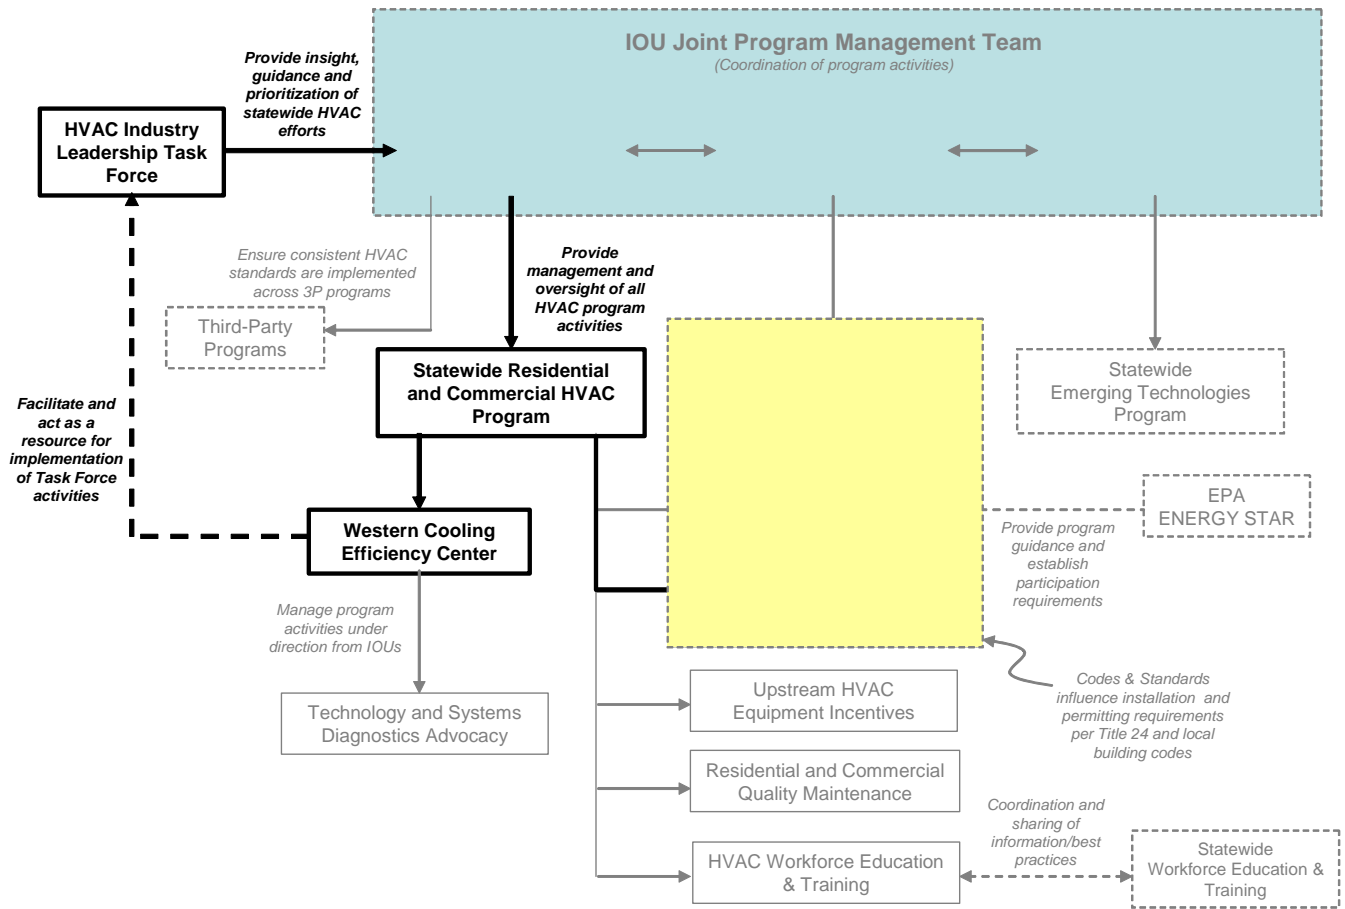 IOU Joint Program Management Team
(Coordination of program activities)
Provide insight,
guidance and
prioritization of
statewide HVAC
efforts
HVAC Industry
Leadership Task
Force
Ensure consistent HVAC
standards are implemented
across 3P programs
Provide
management and
oversight of all
HVAC program
activities
Third-Party
Programs
Statewide Residential
and Commercial HVAC
Program
Statewide
Emerging Technologies
Program
Facilitate and
act as a
resource for
implementation
of Task Force
activities
EPA
ENERGY STAR
Western Cooling
Efficiency Center
Provide program
guidance and
establish
participation
requirements
Manage program
activities under
direction from IOUs
Codes & Standards
influence installation and
permitting requirements
per Title 24 and local
building codes
Technology and Systems
Diagnostics Advocacy
Upstream HVAC
Equipment Incentives
Residential and Commercial
Quality Maintenance
Coordination and
sharing of
information/best
practices
HVAC Workforce Education
& Training
Statewide
Workforce Education &
Training